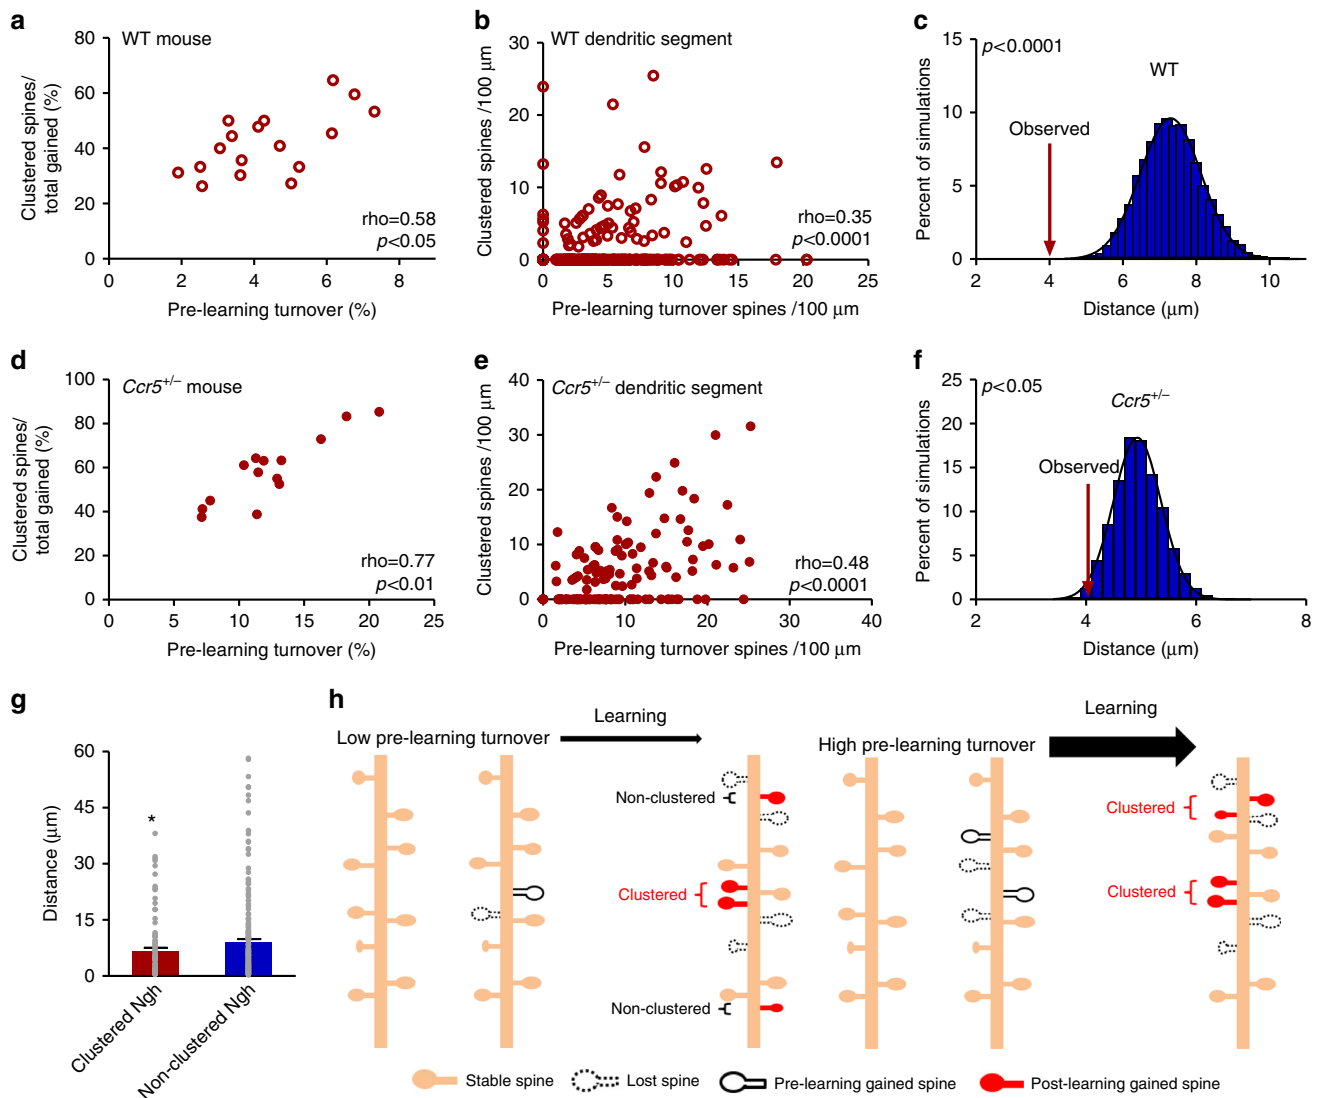 a
WT mouse
Clustered spines/
total gained (%)
80
60
40
20
0
0
2
4
6
8
rho=0.58
p<0.05
Pre-learning turnover (%)
b
WT dendritic segment
Clustered spines /100 μm
30
20
10
0
0
5
10
15
20
25
rho=0.35
p<0.0001
Pre-learning turnover spines /100 μm
c
p<0.0001
WT
Observed
Percent of simulations
15
10
5
0
2
4
6
8
10
Distance (μm)
d
Ccr5+/– mouse
Clustered spines/
total gained (%)
100
80
60
40
20
0
0
5
10
15
20
25
rho=0.77
p<0.01
Pre-learning turnover (%)
e
Ccr5+/– dendritic segment
Clustered spines /100 μm
40
30
20
10
0
0
10
20
30
40
rho=0.48
p<0.0001
Pre-learning turnover spines /100 μm
f
p<0.05
Ccr5+/–
Observed
Percent of simulations
25
20
15
10
5
0
2
4
6
8
Distance (μm)
g
Distance (μm)
60
45
30
15
0
*
Clustered Ngh
Non-clustered Ngh
h
Low pre-learning turnover
Learning
Non-clustered
Clustered
Non-clustered
High pre-learning turnover
Learning
Clustered
Clustered
Stable spine
Lost spine
Pre-learning gained spine
Post-learning gained spine